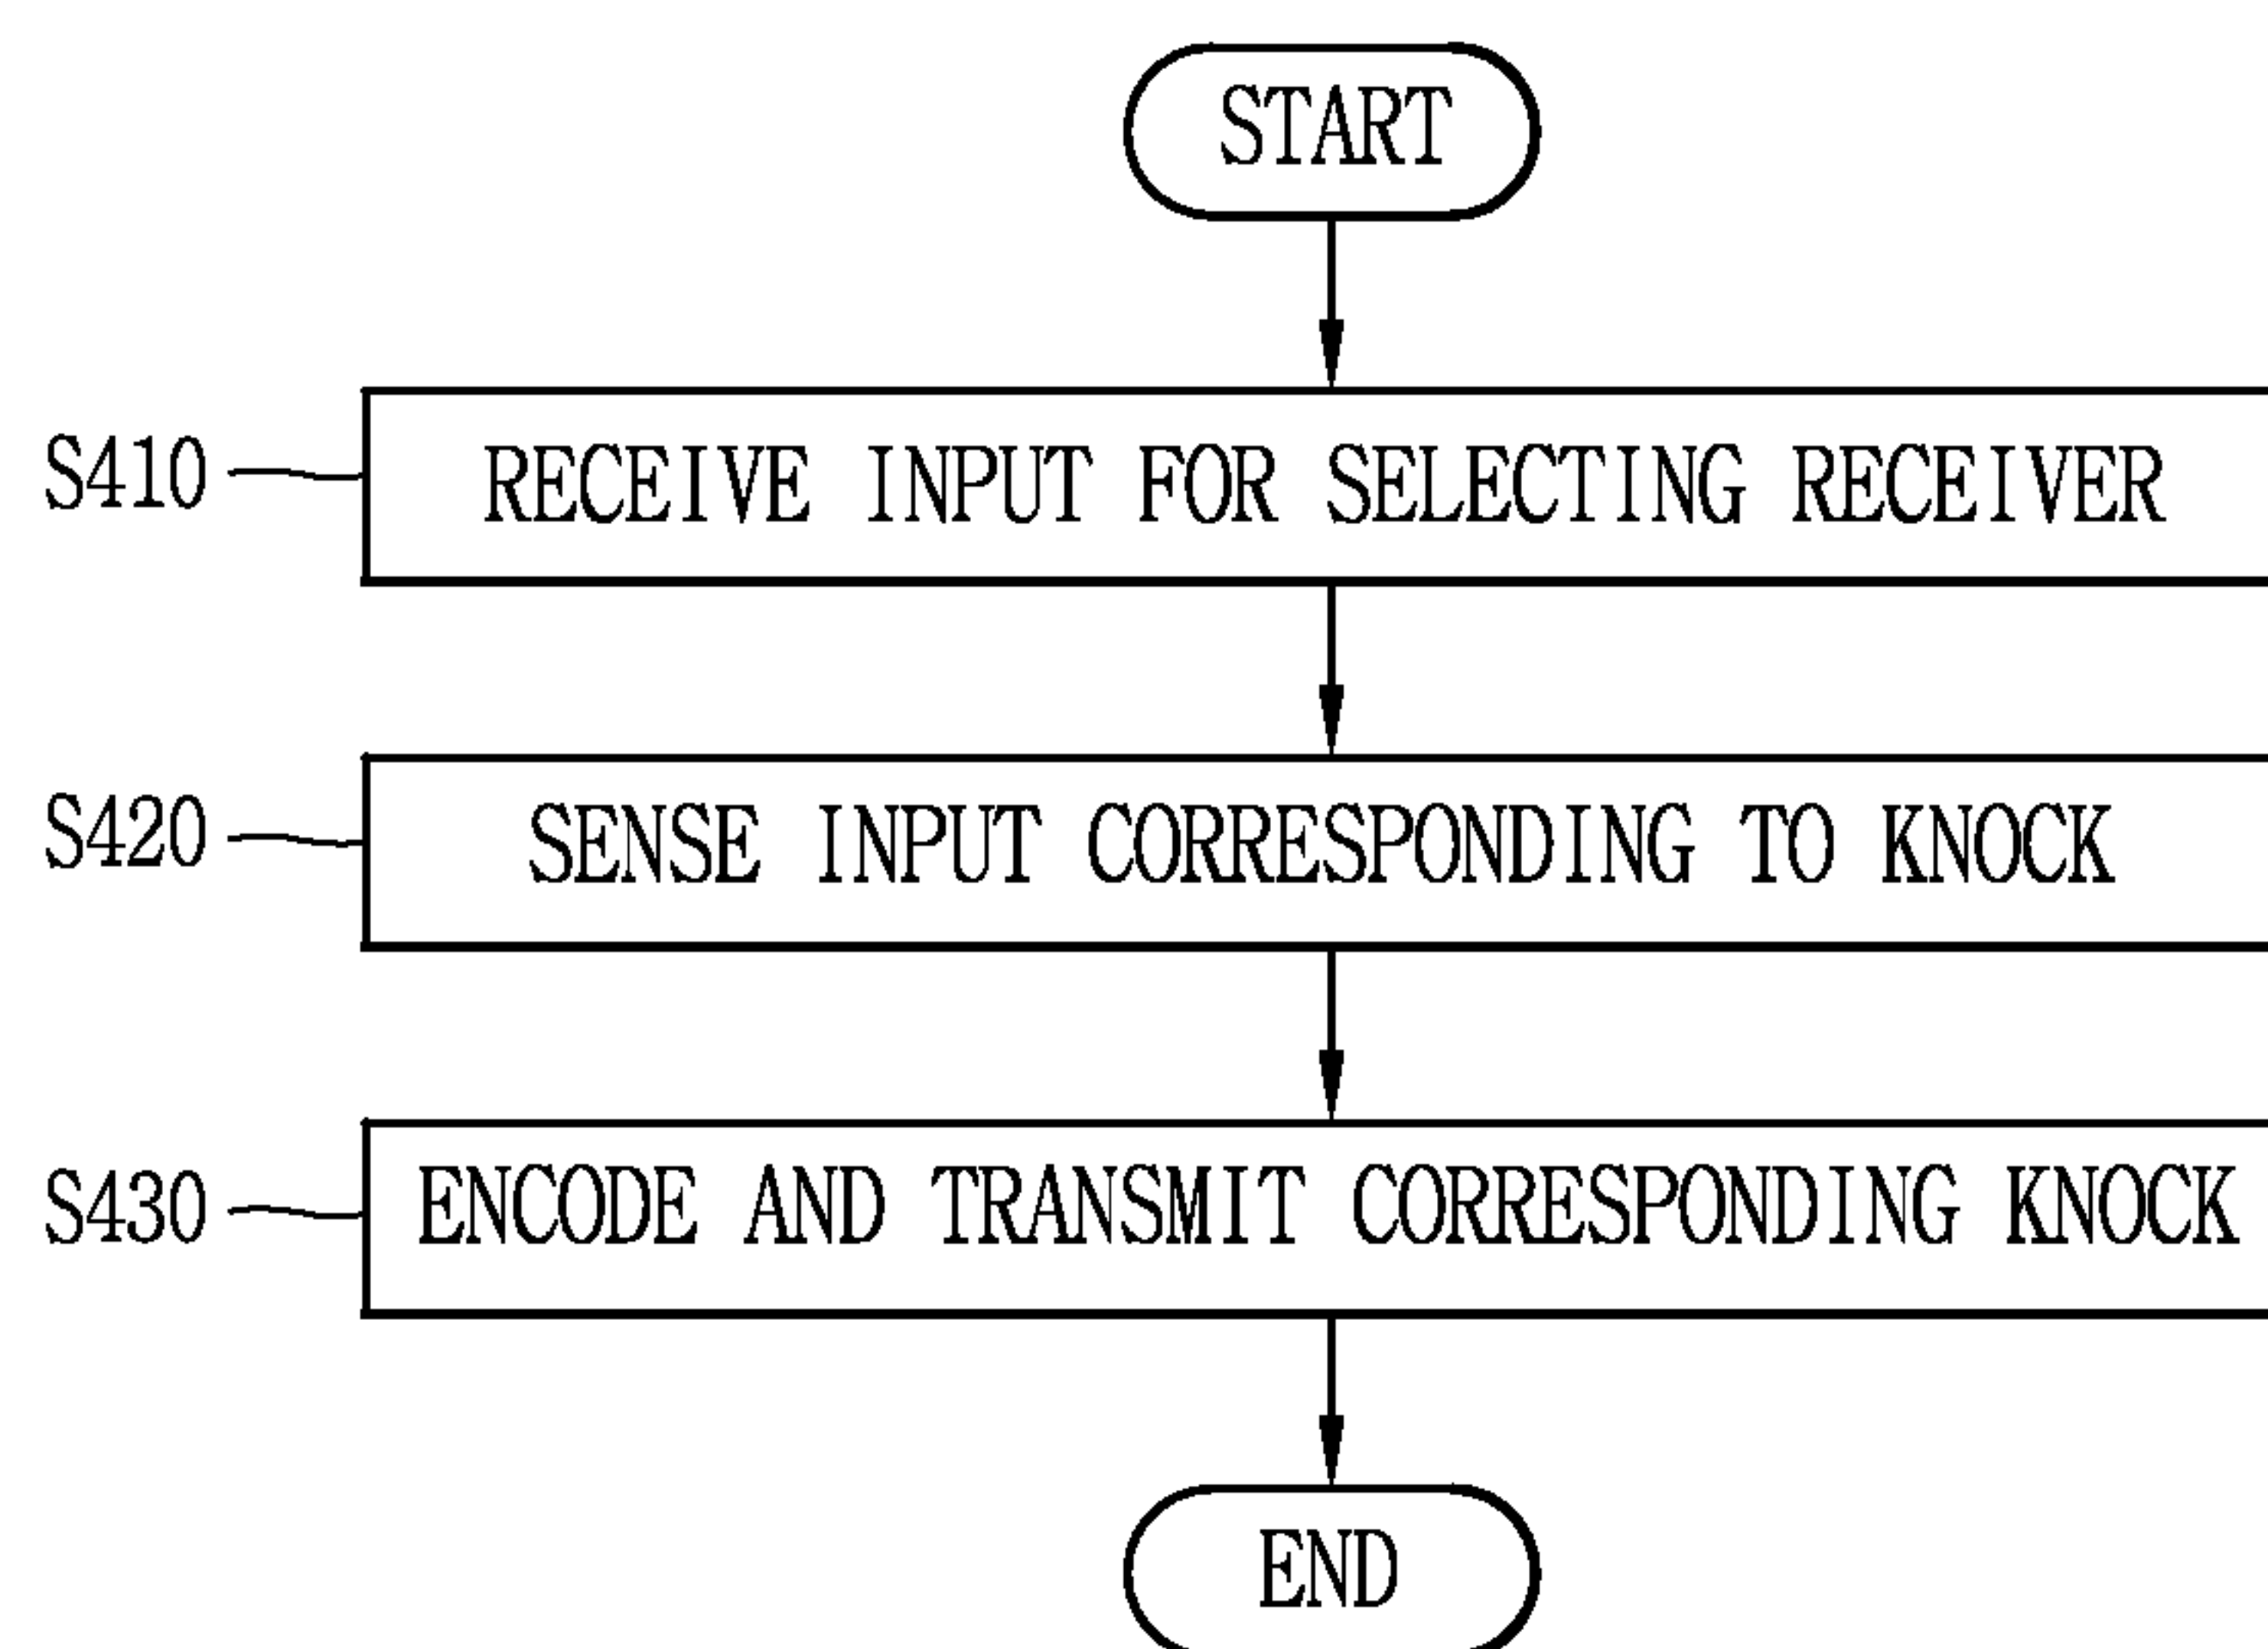 START
S410 RECEIVE INPUT FOR SELECTING RECEIVER
S420 SENSE INPUT CORRESPONDING TO KNOCK
S430 ENCODE AND TRANSMIT CORRESPONDING KNOCK
END